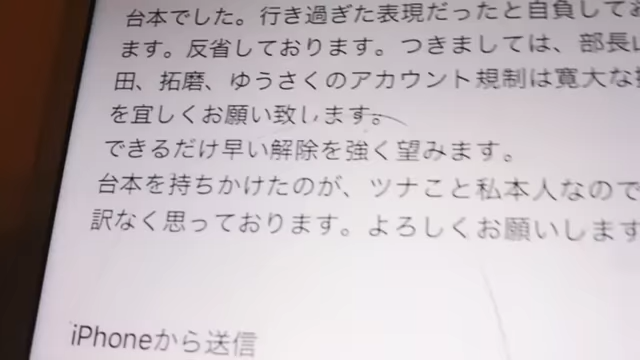 台本でした。行き過ぎた表現だったと自負して
ます。反省しております。つきましては、部長
田、拓磨、ゆうさくのアカウント規制は寛大な
を宜しくお願い致します。
できるだけ早い解除を強く望みます。
台本を持ちかけたのが、ツナこと私本人なので
訳なく思っております。よろしくお願いします
iPhoneから送信